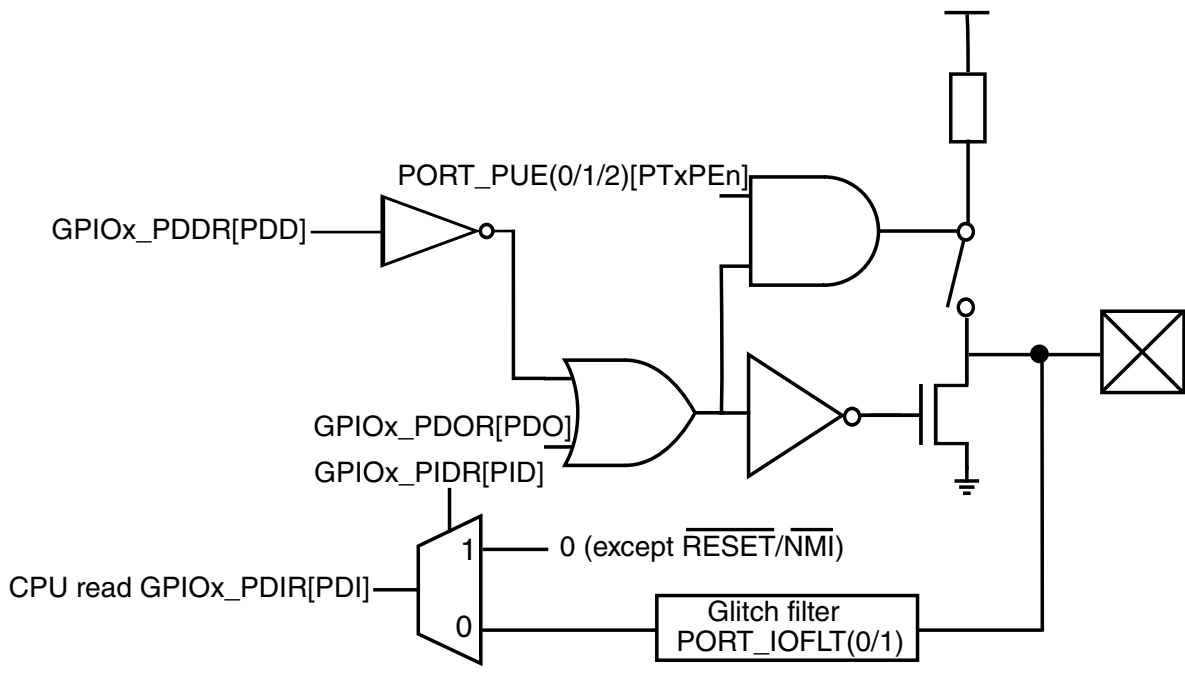 PORT_PUE(0/1/2)[PTxPEn]
GPIOx_PDDR[PDD]
GPIOx_PDOR[PDO]
GPIOx_PIDR[PID]
1
0 (except RESET/NMI)
CPU read GPIOx_PDIR[PDI]
0
Glitch filter
PORT_IOFLT(0/1)